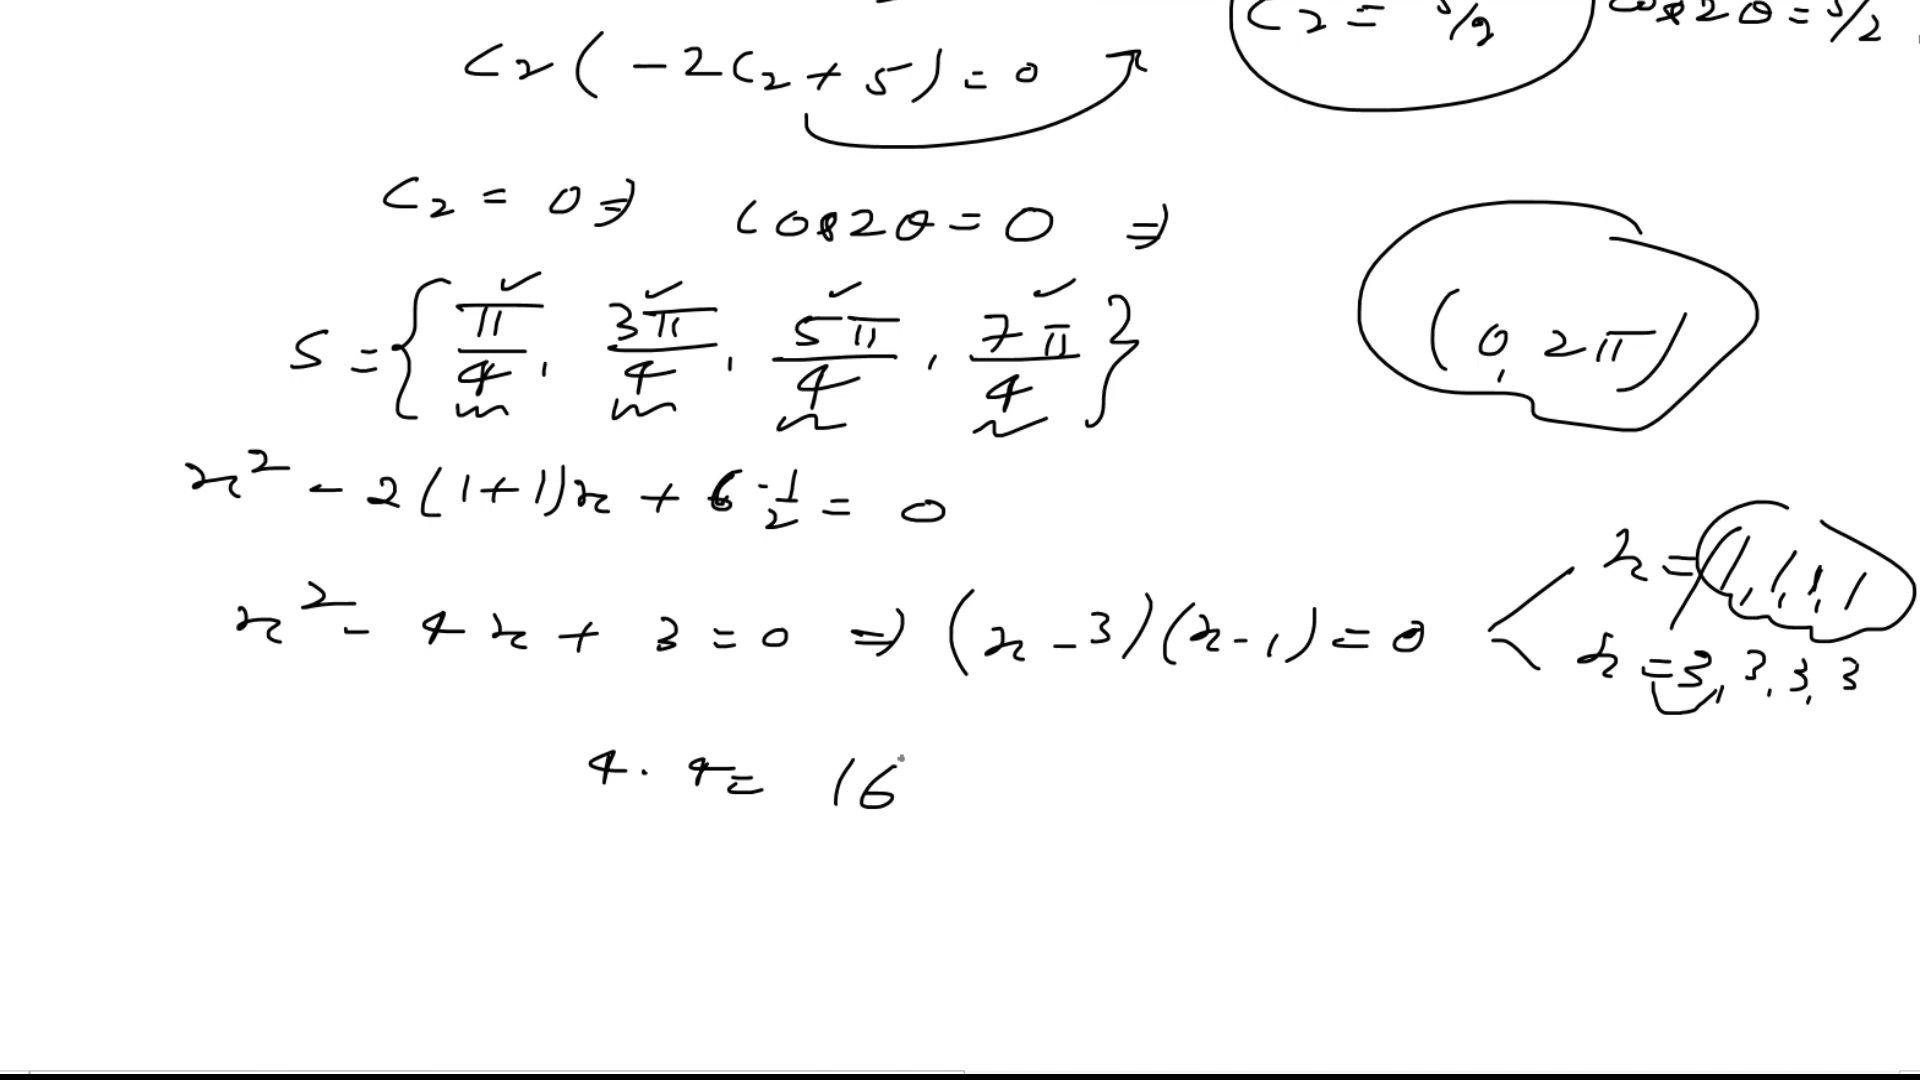 C₂ = 5/2 cos2θ = 5/2
C₂ ( -2C₂ + 5 ) = 0
C₂ = 0 ⇒ cos2θ = 0 ⇒
S = { π/4, 3π/4, 5π/4, 7π/4 } (0, 2π)
x² - 2(1+1)x + 6 · 1/2 = 0
x = 1, 1, 1, 1
x² - 4x + 3 = 0 ⇒ (x - 3)(x - 1) = 0
x = 3, 3, 3, 3
4 · 4 = 16